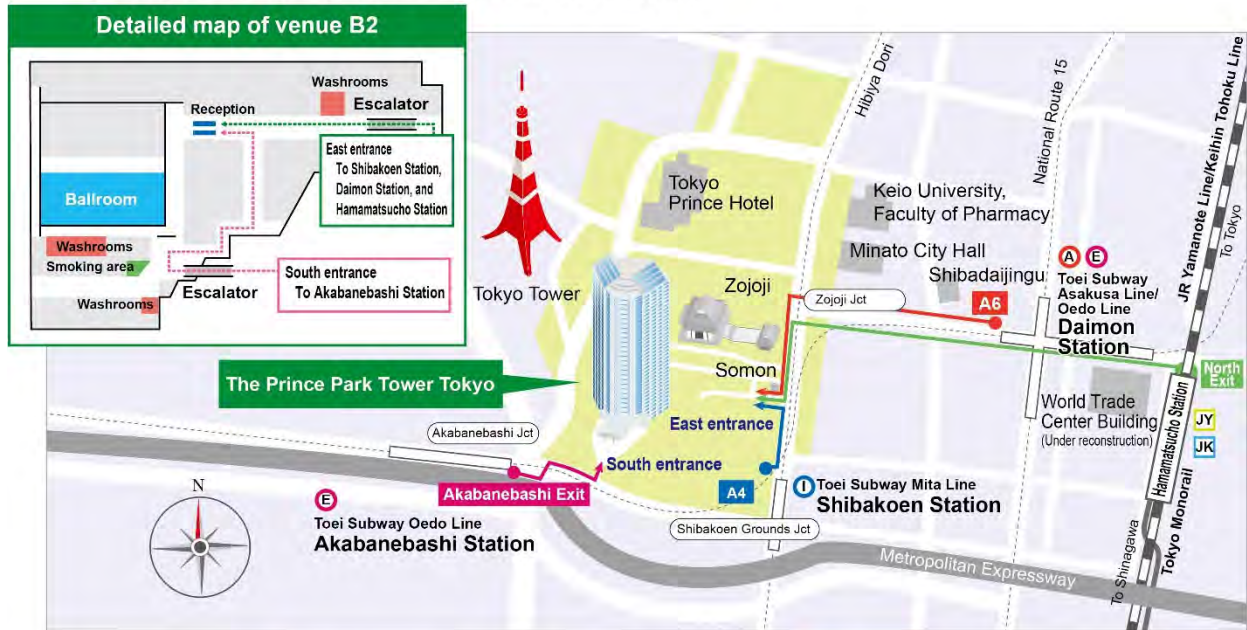 Detailed map of venue B2
Washrooms
Escalator
Reception
East entrance
To Shibakoen Station,
Daimon Station, and
Hamamatsucho Station
Ballroom
Washrooms
Smoking area
South entrance
To Akabanebashi Station
Escalator
Washrooms
Tokyo Tower
Tokyo
Prince Hotel
Hibiya Dori
National Route 15
JR Yamanote Line/Keihin Tohoku Line
To Tokyo
Keio University,
Faculty of Pharmacy
Minato City Hall
Shibadaijingu
A E
Toei Subway
Asakusa Line/
Oedo Line
Daimon
Station
Zojoji
Zojoji Jct
A6
Somon
North
Exit
The Prince Park Tower Tokyo
World Trade
Center Building
(Under reconstruction)
Hamamatsucho Station
JY
JK
East entrance
Akabanebashi Jct
South entrance
Akabanebashi Exit
A4
I Toei Subway Mita Line
Shibakoen Station
N
E
Toei Subway Oedo Line
Akabanebashi Station
Shibakoen Grounds Jct
Metropolitan Expressway
To Shinagawa
Tokyo Monorail